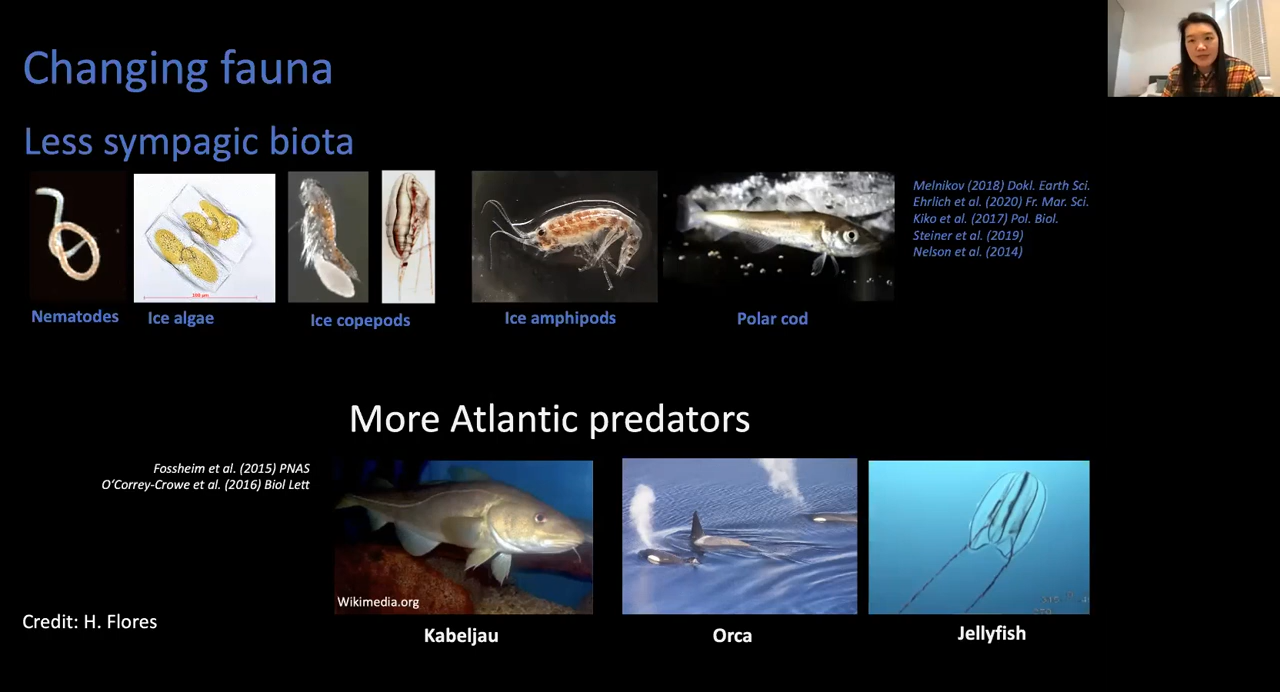 Changing fauna
Less sympagic biota
Melnikov (2018) Dokl. Earth Sci.
Ehrlich et al. (2020) Fr. Mar. Sci.
Kiko et al. (2017) Pol. Biol.
Steiner et al. (2019)
Nelson et al. (2014)
100 µm
Nematodes
Ice algae
Ice copepods
Ice amphipods
Polar cod
More Atlantic predators
Fossheim et al. (2015) PNAS
O‘Correy-Crowe et al. (2016) Biol Lett
Wikimedia.org
Credit: H. Flores
Kabeljau
Orca
Jellyfish